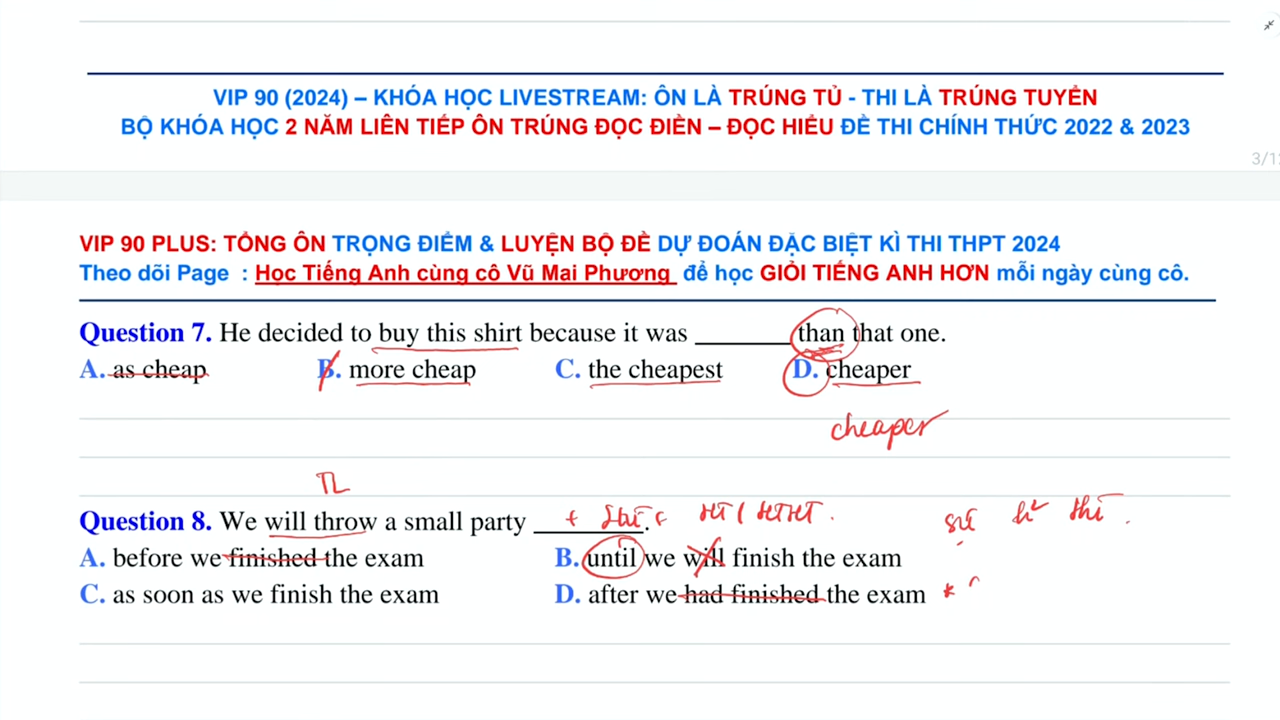 VIP 90 (2024) – KHÓA HỌC LIVESTREAM: ÔN LÀ TRÚNG TỦ - THI LÀ TRÚNG TUYỂN
BỘ KHÓA HỌC 2 NĂM LIÊN TIẾP ÔN TRÚNG ĐỌC ĐIỀN – ĐỌC HIỂU ĐỀ THI CHÍNH THỨC 2022 & 2023
VIP 90 PLUS: TỔNG ÔN TRỌNG ĐIỂM & LUYỆN BỘ ĐỀ DỰ ĐOÁN ĐẶC BIỆT KÌ THI THPT 2024
Theo dõi Page : Học Tiếng Anh cùng cô Vũ Mai Phương để học GIỎI TIẾNG ANH HƠN mỗi ngày cùng cô.
Question 7. He decided to buy this shirt because it was ________ than that one.
A. as cheap B. more cheap C. the cheapest D. cheaper
cheaper
TL
Question 8. We will throw a small party ________.
A. before we finished the exam B. until we will finish the exam
C. as soon as we finish the exam D. after we had finished the exam